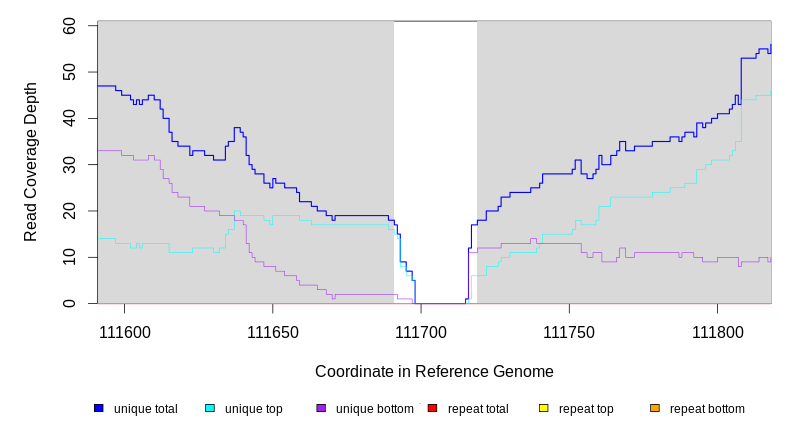 Read Coverage Depth
60
50
40
30
20
10
0
111600 111650 111700 111750 111800
Coordinate in Reference Genome
unique total unique top unique bottom repeat total repeat top repeat bottom